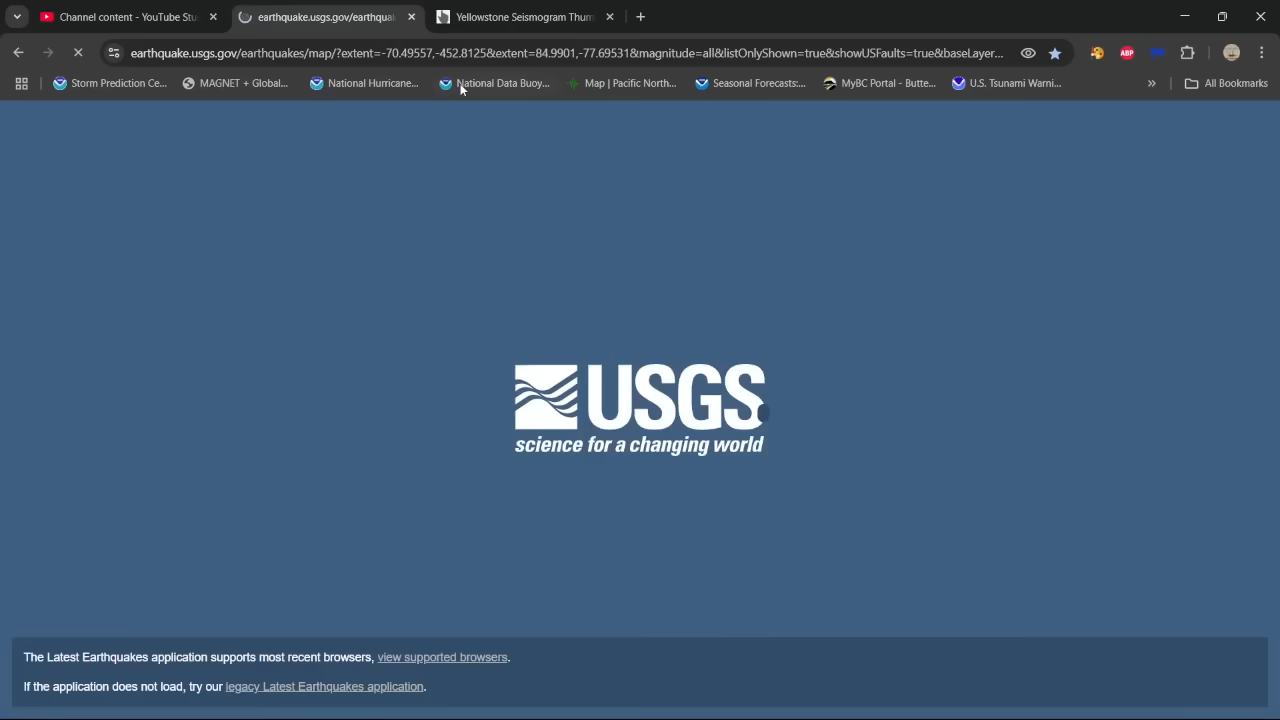 Channel content - YouTube Stu
earthquake.usgs.gov/earthqual
Yellowstone Seismogram Thum
earthquake.usgs.gov/earthquakes/map/?extent=-70.49557,-452.8125&extent=84.9901,-77.69531&magnitude=all&listOnlyShown=true&showUSFaults=true&baseLayer...
ABP
Storm Prediction Ce...
MAGNET + Global...
National Hurricane...
National Data Buoy...
Map | Pacific North...
Seasonal Forecasts:...
MyBC Portal - Butte...
U.S. Tsunami Warni...
»
All Bookmarks
USGS
science for a changing world
The Latest Earthquakes application supports most recent browsers, view supported browsers.
If the application does not load, try our legacy Latest Earthquakes application.